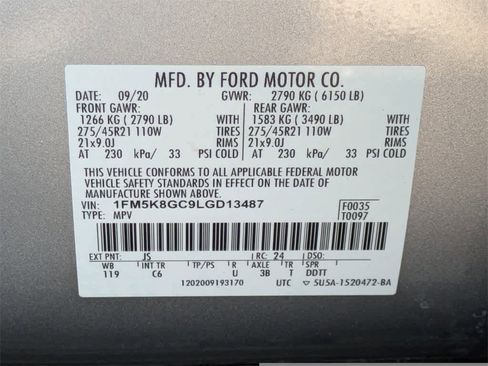 MFD. BY FORD MOTOR CO.
DATE: 09/20 GVWR: 2790 KG ( 6150 LB)
FRONT GAWR: REAR GAWR:
1266 KG ( 2790 LB) WITH 1583 KG ( 3490 LB) WITH
275/45R21 110W TIRES 275/45R21 110W TIRES
21x9.0J RIMS 21x9.0J RIMS
AT 230 kPa/ 33 PSI COLD AT 230 kPa/ 33 PSI COLD
THIS VEHICLE CONFORMS TO ALL APPLICABLE FEDERAL MOTOR
VEHICLE SAFETY STANDARDS IN EFFECT ON THE DATE OF
MANUFACTURE SHOWN ABOVE.
VIN: 1FM5K8GC9LGD13487 F0035
TYPE: MPV T0097
EXT PNT: JS RC: 24 DSO:
WB INT TR TP/PS R AXLE TR SPR
119 C6 U 3B T DDTT
1202009193170 UTC 5U5A-1520472-BA